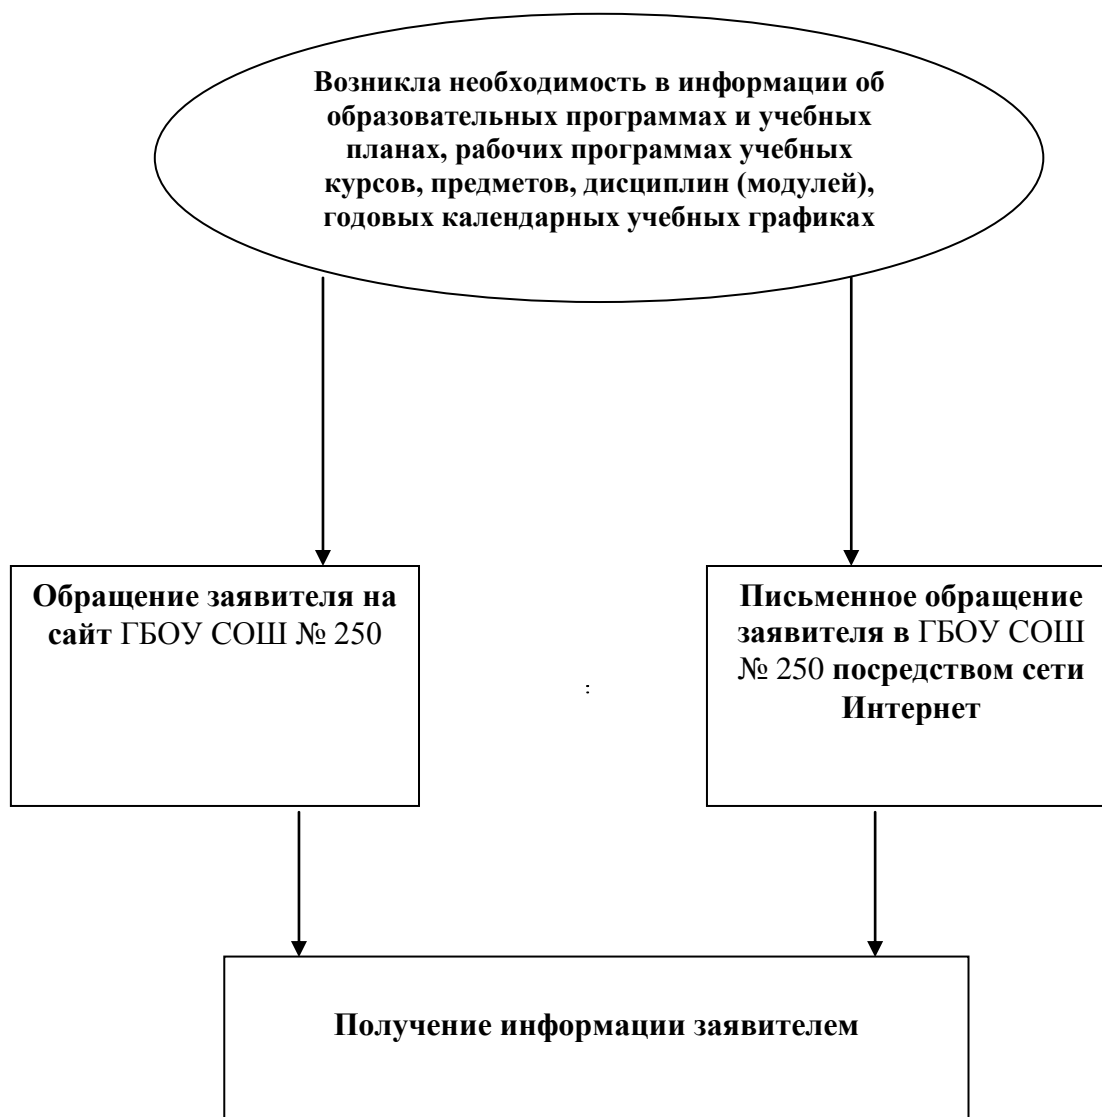 Возникла необходимость в информации об
образовательных программах и учебных
планах, рабочих программах учебных
курсов, предметов, дисциплин (модулей),
годовых календарных учебных графиках
Обращение заявителя на
сайт ГБОУ СОШ № 250
Письменное обращение
заявителя в ГБОУ СОШ
№ 250 посредством сети
Интернет
:
Получение информации заявителем